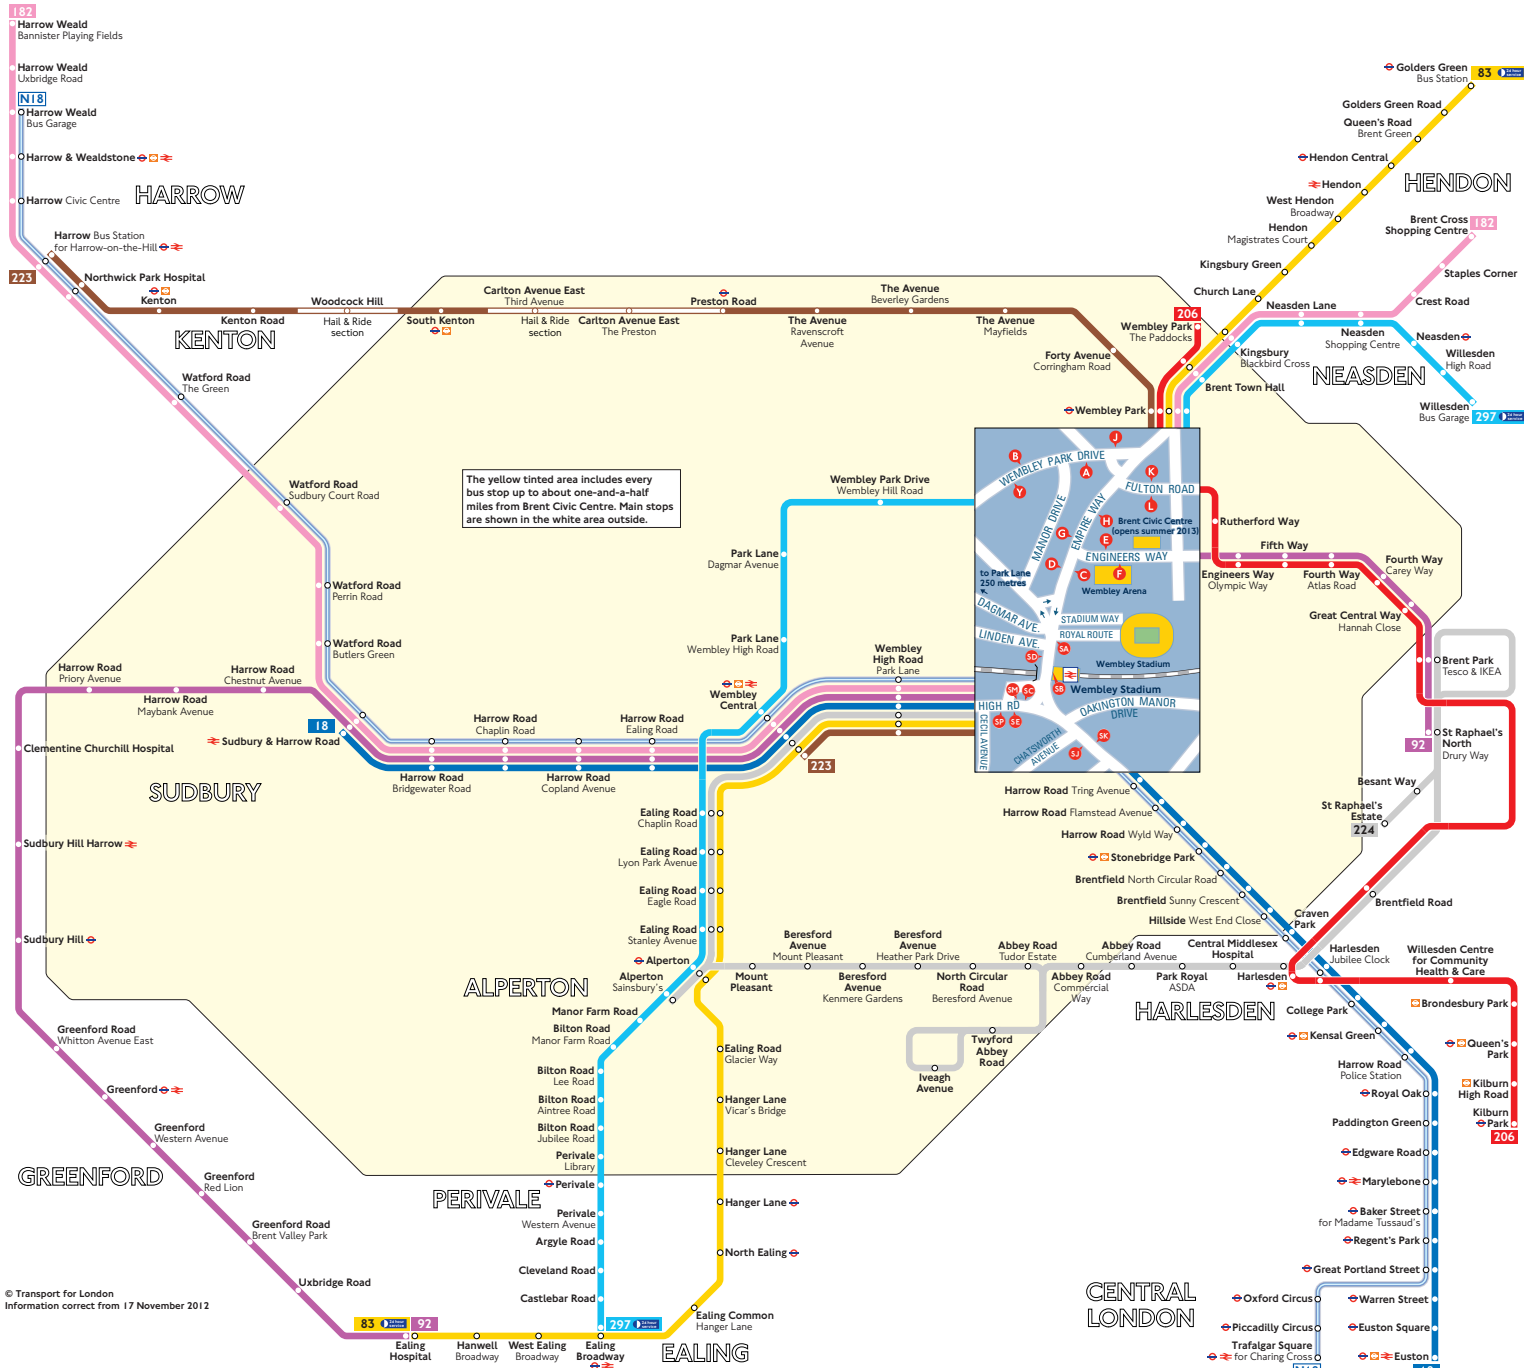 182
Harrow Weald
Bannister Playing Fields
Harrow Weald
Uxbridge Road
N18
Harrow Weald
Bus Garage
Harrow & Wealdstone
Harrow Civic Centre
HARROW
Harrow Bus Station
for Harrow-on-the-Hill
223
Northwick Park Hospital
Kenton
Kenton Road
KENTON
Woodcock Hill
Hail & Ride
section
South Kenton
Carlton Avenue East
Third Avenue
Hail & Ride
section
Carlton Avenue East
The Preston
Preston Road
The Avenue
Ravenscroft
Avenue
The Avenue
Beverley Gardens
The Avenue
Mayfields
Forty Avenue
Corringham Road
206
Wembley Park
The Paddocks
Wembley Park
Golders Green
Bus Station
83
24 hour
service
Golders Green Road
Queen's Road
Brent Green
Hendon Central
Hendon
HENDON
West Hendon
Broadway
Hendon
Magistrates Court
Kingsbury Green
Church Lane
Brent Cross
Shopping Centre
182
Staples Corner
Crest Road
Neasden Lane
Neasden
Shopping Centre
Neasden
Willesden
High Road
Kingsbury
Blackbird Cross
NEASDEN
Brent Town Hall
Willesden
Bus Garage
297
24 hour
service
Watford Road
The Green
Watford Road
Sudbury Court Road
Watford Road
Perrin Road
Watford Road
Butlers Green
The yellow tinted area includes every
bus stop up to about one-and-a-half
miles from Brent Civic Centre. Main stops
are shown in the white area outside.
Wembley Park Drive
Wembley Hill Road
Park Lane
Dagmar Avenue
Park Lane
Wembley High Road
Wembley
Central
Wembley
High Road
Park Lane
J
B
WEMBLEY PARK DRIVE
A
K
Y
FULTON ROAD
L
MANOR DRIVE
EMPIRE WAY
H
Brent Civic Centre
(opens summer 2013)
G
E
ENGINEERS WAY
D
C
F
Wembley Arena
to Park Lane
250 metres
DAGMAR AVE.
STADIUM WAY
LINDEN AVE.
ROYAL ROUTE
SA
SD
Wembley Stadium
SM
SC
SB
Wembley Stadium
HIGH RD
OAKINGTON MANOR
DRIVE
SP
SE
CECIL AVENUE
CHATSWORTH
AVENUE
SK
SJ
Rutherford Way
Fifth Way
Engineers Way
Olympic Way
Fourth Way
Atlas Road
Fourth Way
Carey Way
Great Central Way
Hannah Close
Brent Park
Tesco & IKEA
92
St Raphael's
North
Drury Way
Besant Way
St Raphael's
Estate
224
Brentfield Road
Harrow Road
Priory Avenue
Harrow Road
Maybank Avenue
Harrow Road
Chestnut Avenue
18
Sudbury & Harrow Road
Clementine Churchill Hospital
SUDBURY
Harrow Road
Bridgewater Road
Harrow Road
Chaplin Road
Harrow Road
Copland Avenue
Harrow Road
Ealing Road
223
Ealing Road
Chaplin Road
Ealing Road
Lyon Park Avenue
Ealing Road
Eagle Road
Ealing Road
Stanley Avenue
Alperton
Alperton
Sainsbury's
ALPERTON
Manor Farm Road
Bilton Road
Manor Farm Road
Bilton Road
Lee Road
Bilton Road
Aintree Road
Bilton Road
Jubilee Road
Perivale
Library
Perivale
PERIVALE
Perivale
Western Avenue
Argyle Road
Cleveland Road
Castlebar Road
297
24 hour
service
Sudbury Hill Harrow
Sudbury Hill
Greenford Road
Whitton Avenue East
Greenford
Greenford
Western Avenue
GREENFORD
Greenford
Red Lion
Greenford Road
Brent Valley Park
Uxbridge Road
© Transport for London
Information correct from 17 November 2012
83
24 hour
service
92
Ealing
Hospital
Hanwell
Broadway
West Ealing
Broadway
Ealing
Broadway
EALING
Ealing Common
Hanger Lane
North Ealing
Hanger Lane
Hanger Lane
Cleveley Crescent
Hanger Lane
Vicar's Bridge
Ealing Road
Glacier Way
Mount
Pleasant
Beresford
Avenue
Mount Pleasant
Beresford
Avenue
Kenmere Gardens
Beresford
Avenue
Heather Park Drive
North Circular
Road
Beresford Avenue
Abbey Road
Tudor Estate
Abbey Road
Commercial
Way
Abbey Road
Cumberland Avenue
Park Royal
ASDA
Central Middlesex
Hospital
Harlesden
HARLESDEN
Twyford
Abbey
Road
Iveagh
Avenue
Harrow Road Tring Avenue
Harrow Road Flamstead Avenue
Harrow Road Wyld Way
Stonebridge Park
Brentfield North Circular Road
Brentfield Sunny Crescent
Hillside West End Close
Craven
Park
Harlesden
Jubilee Clock
Willesden Centre
for Community
Health & Care
Brondesbury Park
Queen's
Park
Kilburn
High Road
Kilburn
Park
206
College Park
Kensal Green
Harrow Road
Police Station
Royal Oak
Paddington Green
Edgware Road
Marylebone
Baker Street
for Madame Tussaud's
Regent's Park
Great Portland Street
CENTRAL
LONDON
Oxford Circus
Warren Street
Piccadilly Circus
Euston Square
Trafalgar Square
for Charing Cross
Euston